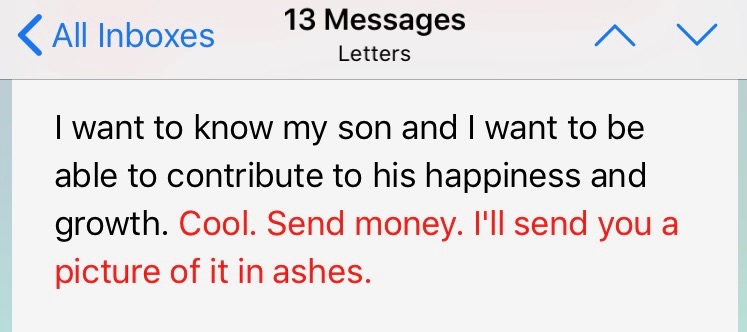 All Inboxes
13 Messages
Letters
I want to know my son and I want to be
able to contribute to his happiness and
growth. Cool. Send money. I'll send you a
picture of it in ashes.